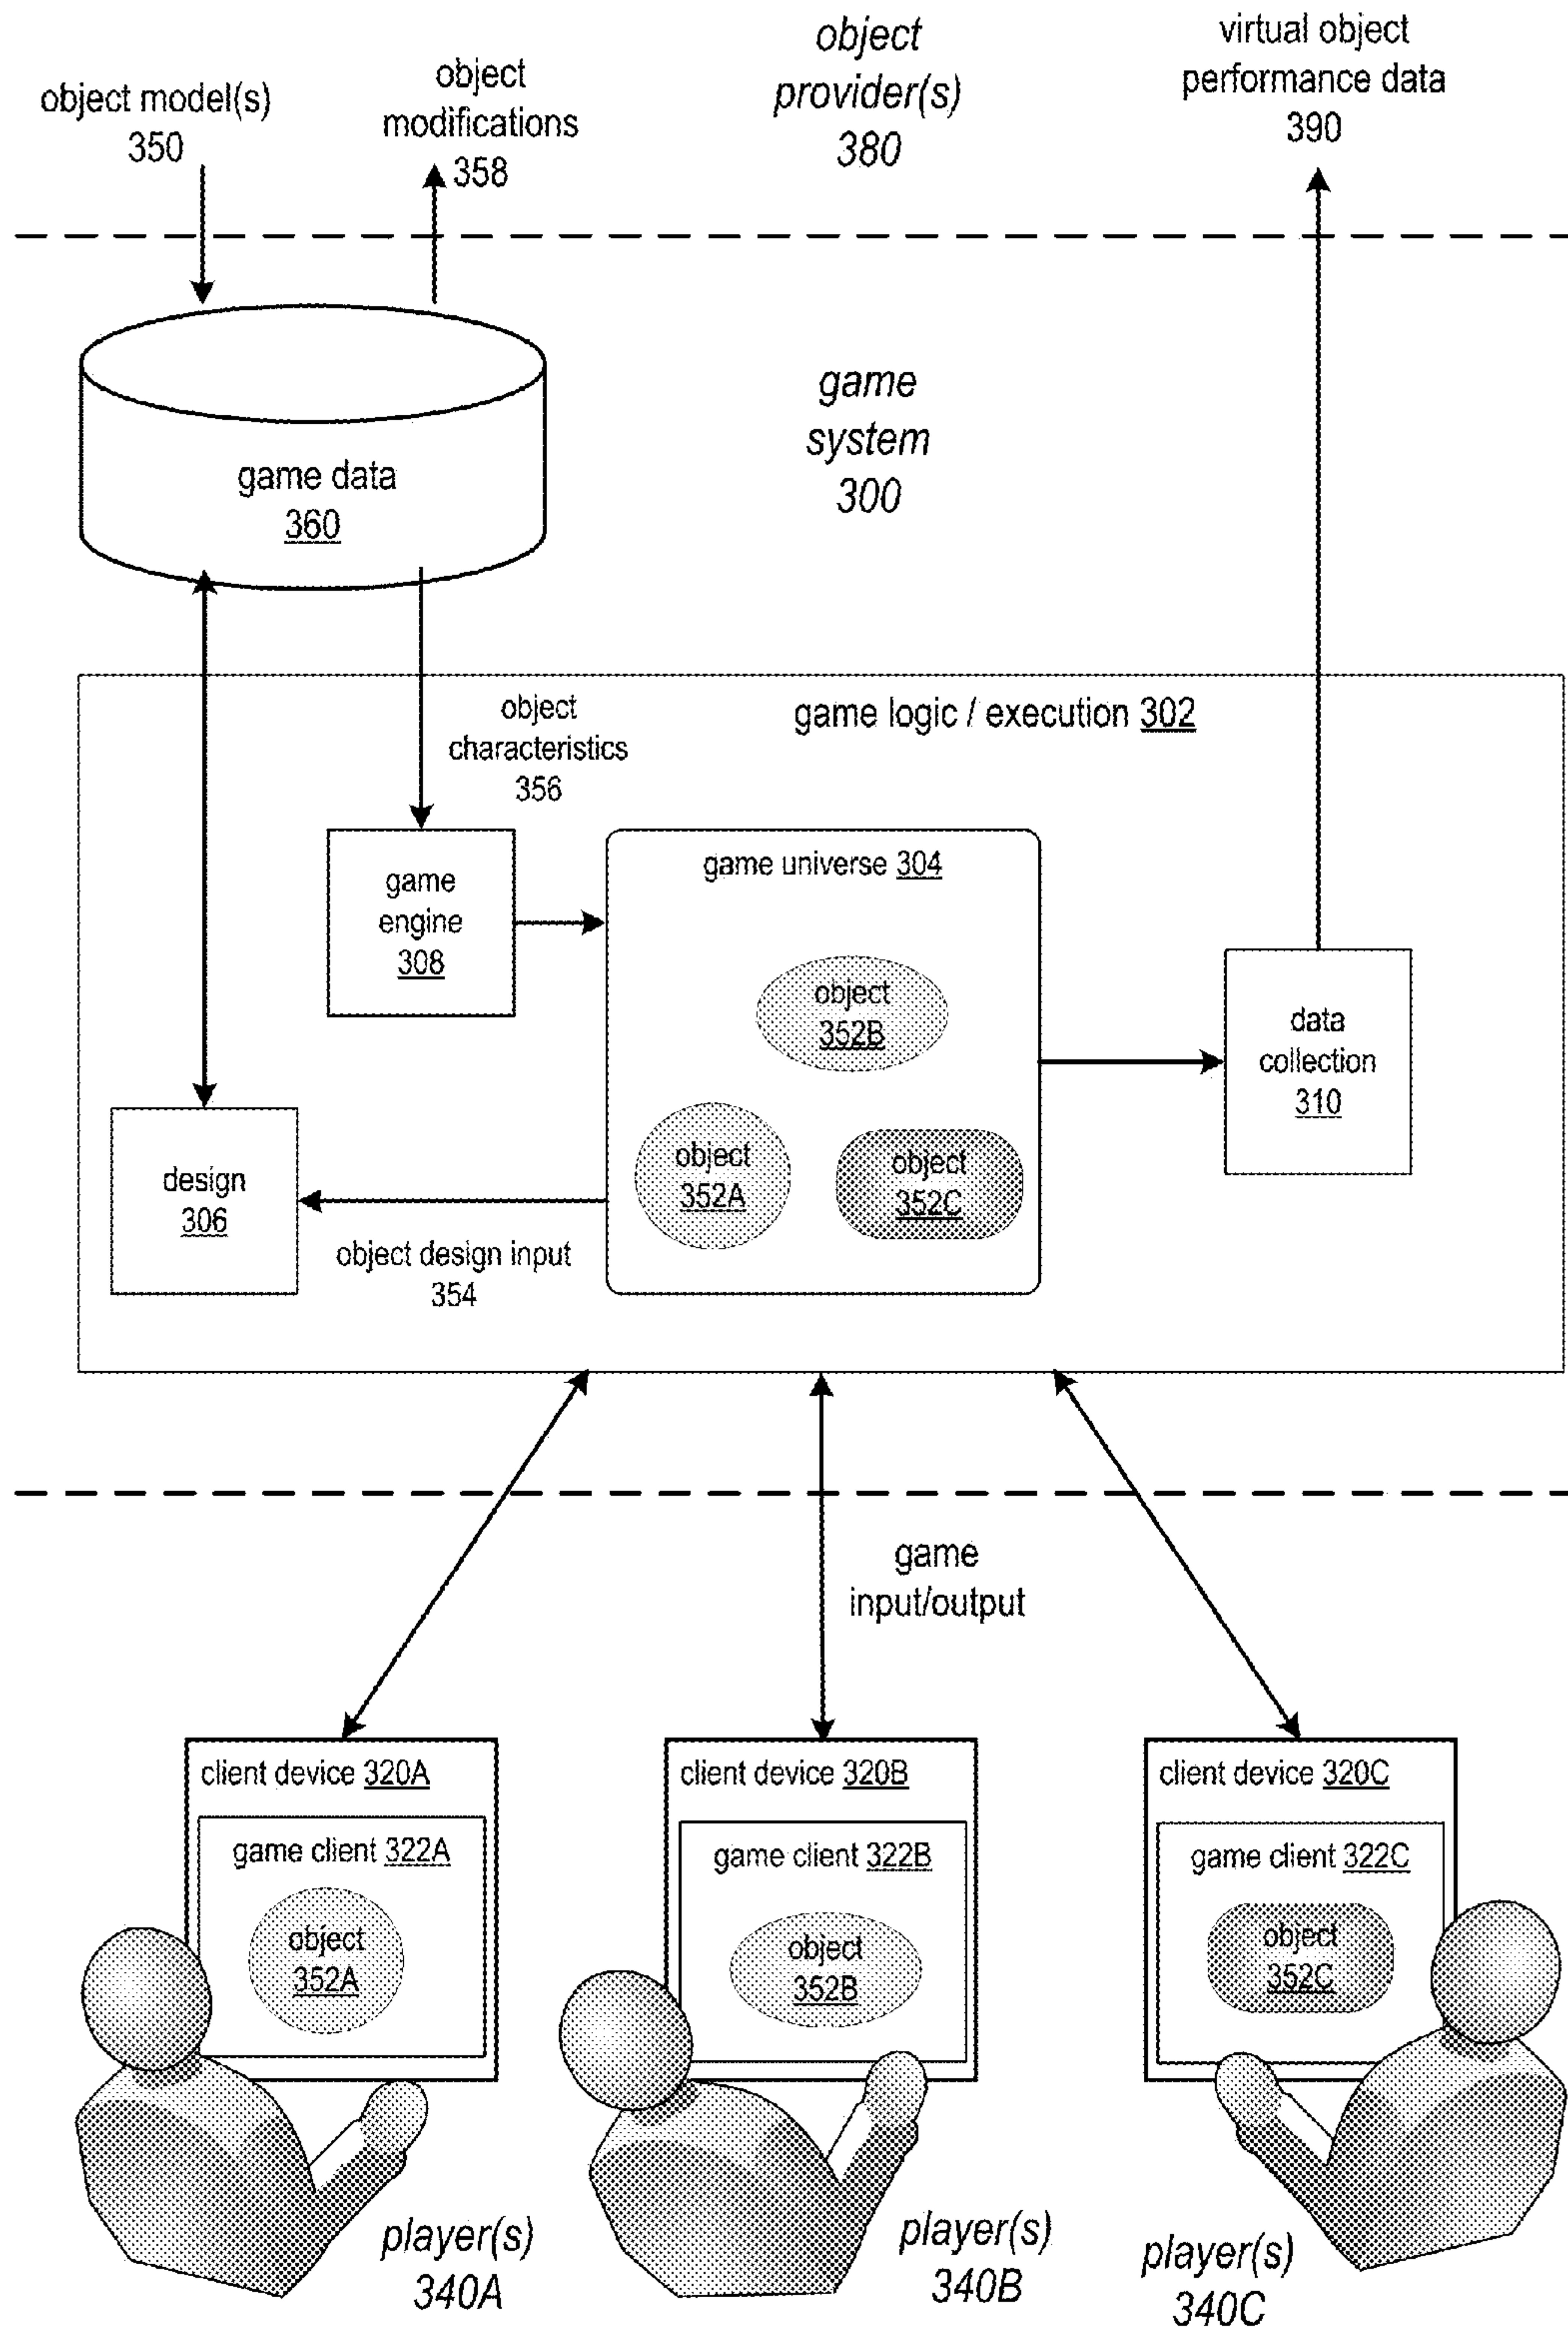 object model(s)
350
object
modifications
358
object
provider(s)
380
virtual object
performance data
390
game data
360
game
system
300
game logic / execution 302
object
characteristics
356
game
engine
308
game universe 304
object
352B
object
352A
object
352C
data
collection
310
design
306
object design input
354
game
input/output
client device 320A
game client 322A
object
352A
client device 320B
game client 322B
object
352B
client device 320C
game client 322C
object
352C
player(s)
340A
player(s)
340B
player(s)
340C